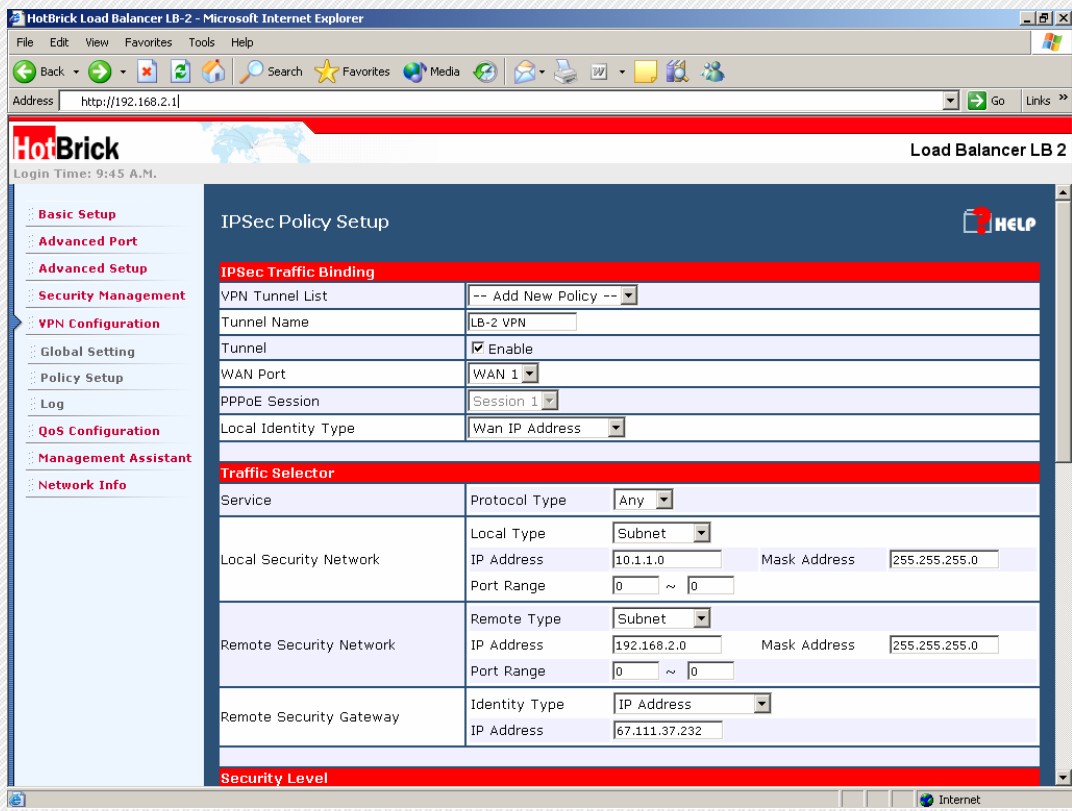 HotBrick Load Balancer LB-2 - Microsoft Internet Explorer
File Edit View Favorites Tools Help
Back Search Favorites Media
Address http://192.168.2.1 Go Links »
HotBrick
Load Balancer LB 2
Login Time: 9:45 A.M.
Basic Setup
Advanced Port
Advanced Setup
Security Management
VPN Configuration
Global Setting
Policy Setup
Log
QoS Configuration
Management Assistant
Network Info
IPSec Policy Setup
HELP
IPSec Traffic Binding
VPN Tunnel List -- Add New Policy --
Tunnel Name LB-2 VPN
Tunnel Enable
WAN Port WAN 1
PPPoE Session Session 1
Local Identity Type Wan IP Address
Traffic Selector
Service Protocol Type Any
Local Security Network
Local Type Subnet
IP Address 10.1.1.0 Mask Address 255.255.255.0
Port Range 0 ~ 0
Remote Security Network
Remote Type Subnet
IP Address 192.168.2.0 Mask Address 255.255.255.0
Port Range 0 ~ 0
Remote Security Gateway
Identity Type IP Address
IP Address 67.111.37.232
Security Level
Internet